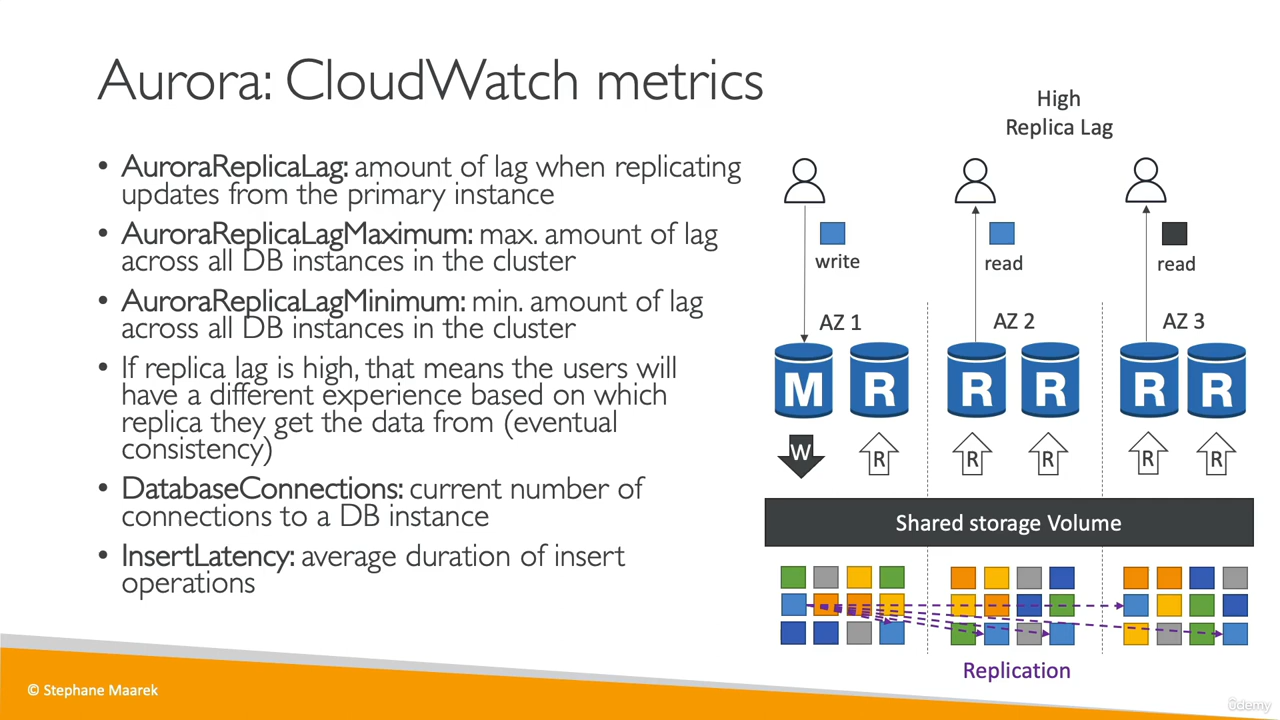 Aurora: CloudWatch metrics
• AuroraReplicaLag: amount of lag when replicating
updates from the primary instance
• AuroraReplicaLagMaximum: max. amount of lag
across all DB instances in the cluster
• AuroraReplicaLagMinimum: min. amount of lag
across all DB instances in the cluster
• If replica lag is high, that means the users will
have a different experience based on which
replica they get the data from (eventual
consistency)
• DatabaseConnections: current number of
connections to a DB instance
• InsertLatency: average duration of insert
operations
High
Replica Lag
write
read
read
AZ 1
AZ 2
AZ 3
M R R R R R
W R R R R R
Shared storage Volume
Replication
© Stephane Maarek
ûdemy